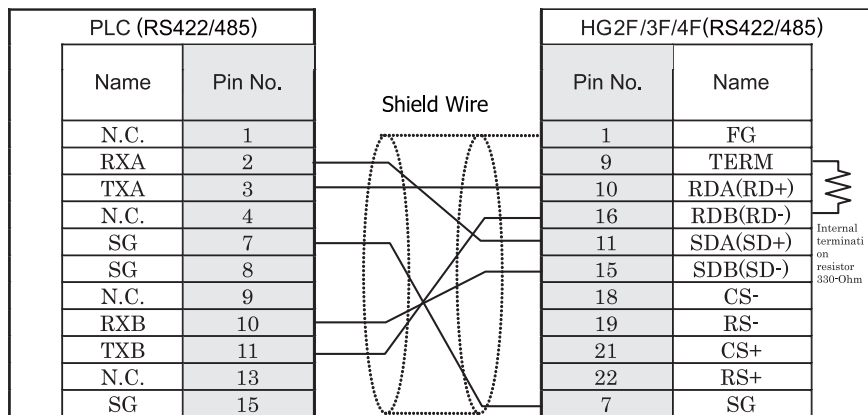 PLC (RS422/485) HG2F/3F/4F(RS422/485)
Name Pin No. Pin No. Name
Shield Wire
N.C. 1 1 FG
RXA 2 9 TERM
TXA 3 10 RDA(RD+)
N.C. 4 16 RDB(RD-)
SG 7 11 SDA(SD+)
SG 8 15 SDB(SD-)
N.C. 9 18 CS-
RXB 10 19 RS-
TXB 11 21 CS+
N.C. 13 22 RS+
SG 15 7 SG
Internal
terminati
on
resistor
330-Ohm